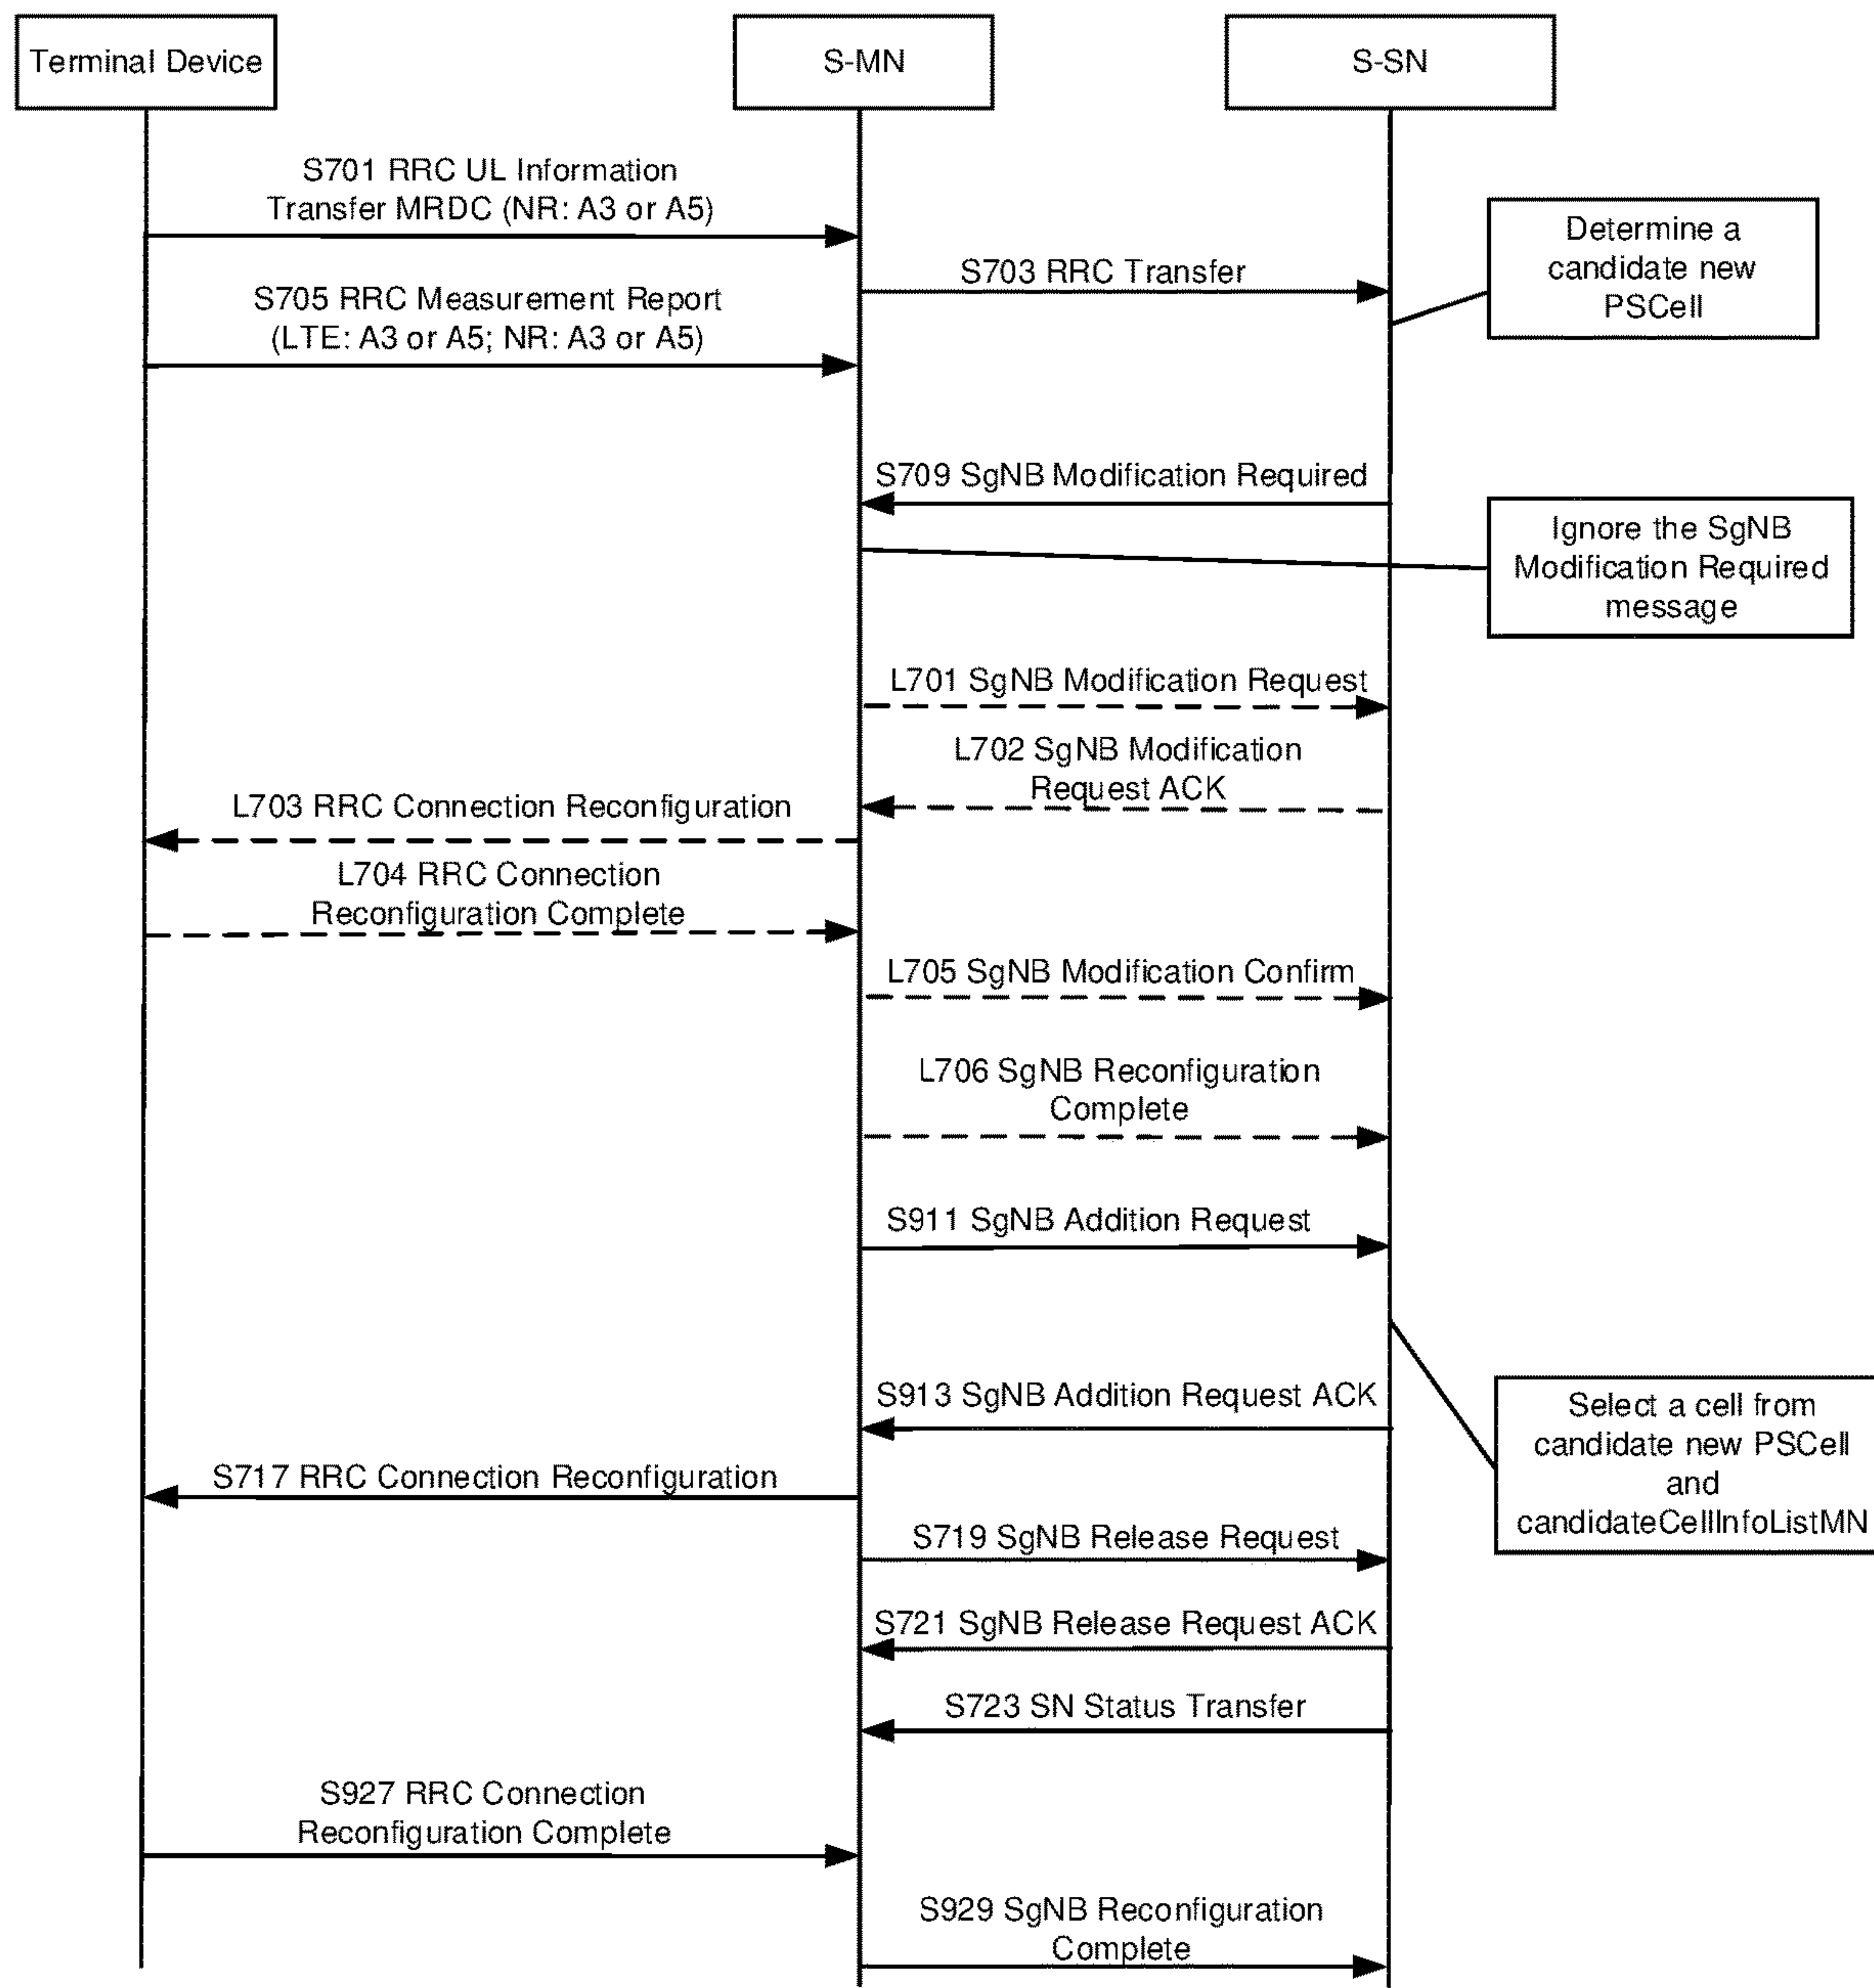 Terminal Device
S-MN
S-SN
S701 RRC UL Information
Transfer MRDC (NR: A3 or A5)
Determine a
candidate new
PSCell
S703 RRC Transfer
S705 RRC Measurement Report
(LTE: A3 or A5; NR: A3 or A5)
S709 SgNB Modification Required
Ignore the SgNB
Modification Required
message
L701 SgNB Modification Request
L702 SgNB Modification
Request ACK
L703 RRC Connection Reconfiguration
L704 RRC Connection
Reconfiguration Complete
L705 SgNB Modification Confirm
L706 SgNB Reconfiguration
Complete
S911 SgNB Addition Request
S913 SgNB Addition Request ACK
Select a cell from
candidate new PSCell
and
candidateCellInfoListMN
S717 RRC Connection Reconfiguration
S719 SgNB Release Request
S721 SgNB Release Request ACK
S723 SN Status Transfer
S927 RRC Connection
Reconfiguration Complete
S929 SgNB Reconfiguration
Complete